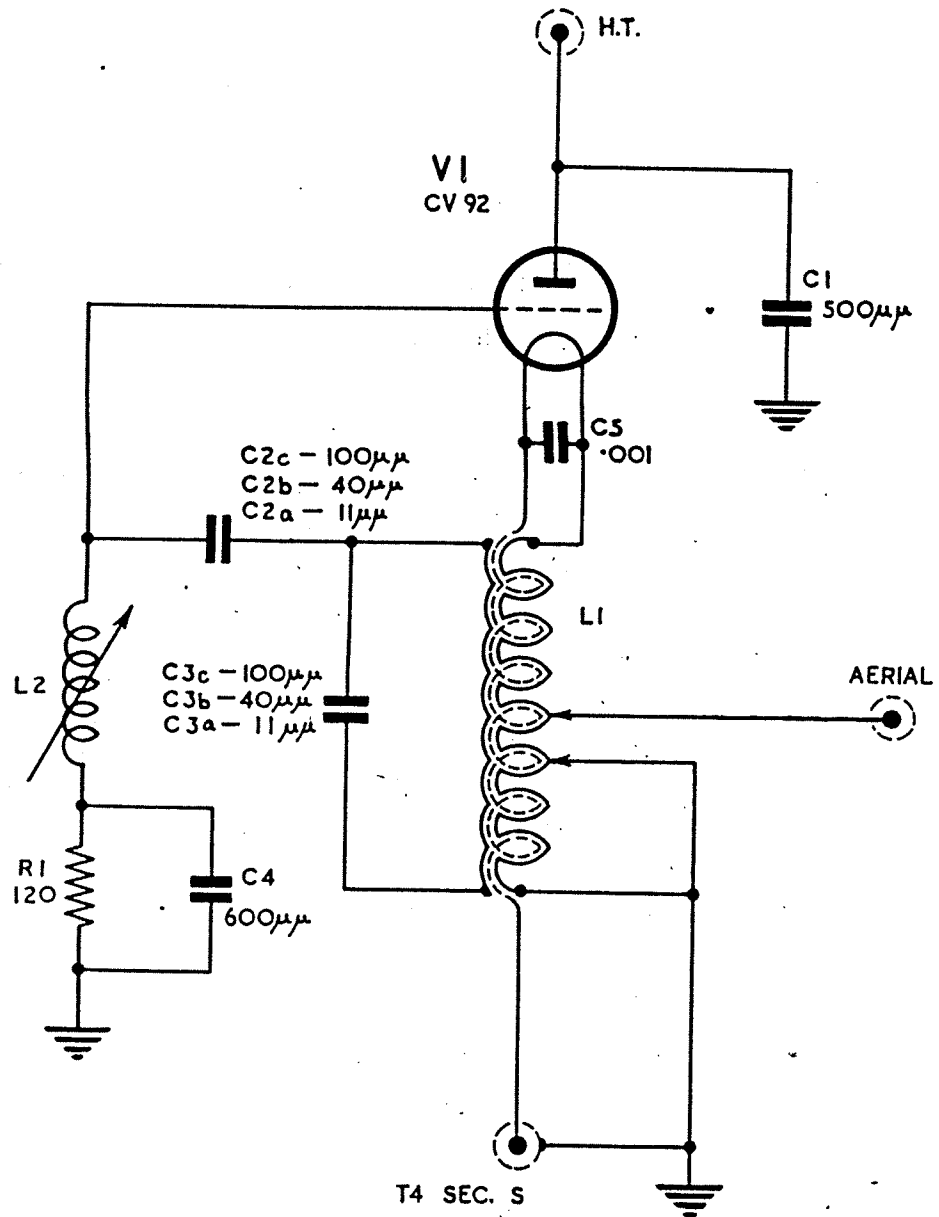 H.T.
V1
CV 92
C1
500µµ
C5
·001
C2c – 100µµ
C2b – 40µµ
C2a – 11µµ
L1
L2
C3c – 100µµ
C3b – 40µµ
C3a – 11µµ
AERIAL
R1
120
C4
600µµ
T4 SEC. S